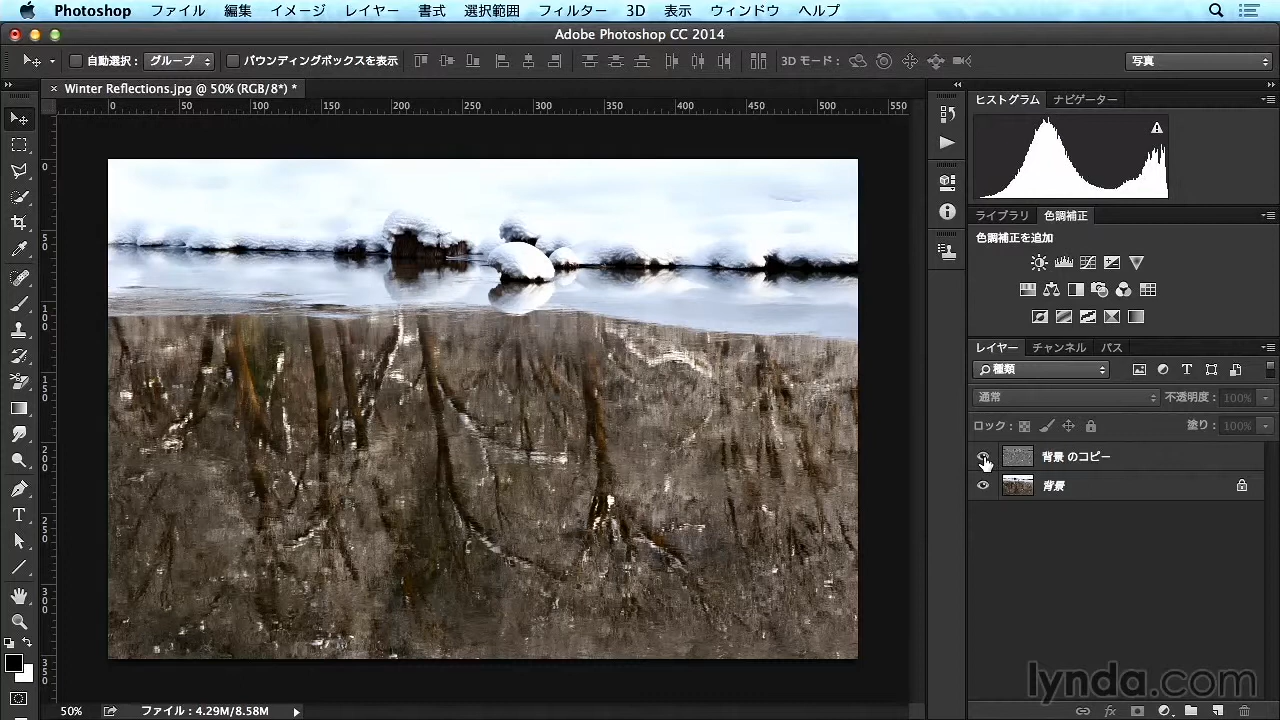 Photoshop ファイル 編集 イメージ レイヤー 書式 選択範囲 フィルター 3D 表示 ウィンドウ ヘルプ
Adobe Photoshop CC 2014
自動選択 : グループ バウンディングボックスを表示 3D モード : 写真
× Winter Reflections.jpg @ 50% (RGB/8*) *
0 50 100 150 200 250 300 350 400 450 500 550
0
50
100
150
200
250
300
350
ヒストグラム ナビゲーター
ライブラリ 色調補正
色調補正を追加
レイヤー チャンネル パス
種類
通常 不透明度 : 100%
ロック : 塗り : 100%
背景 のコピー
背景
lynda.com
50% ファイル : 4.29M/8.58M